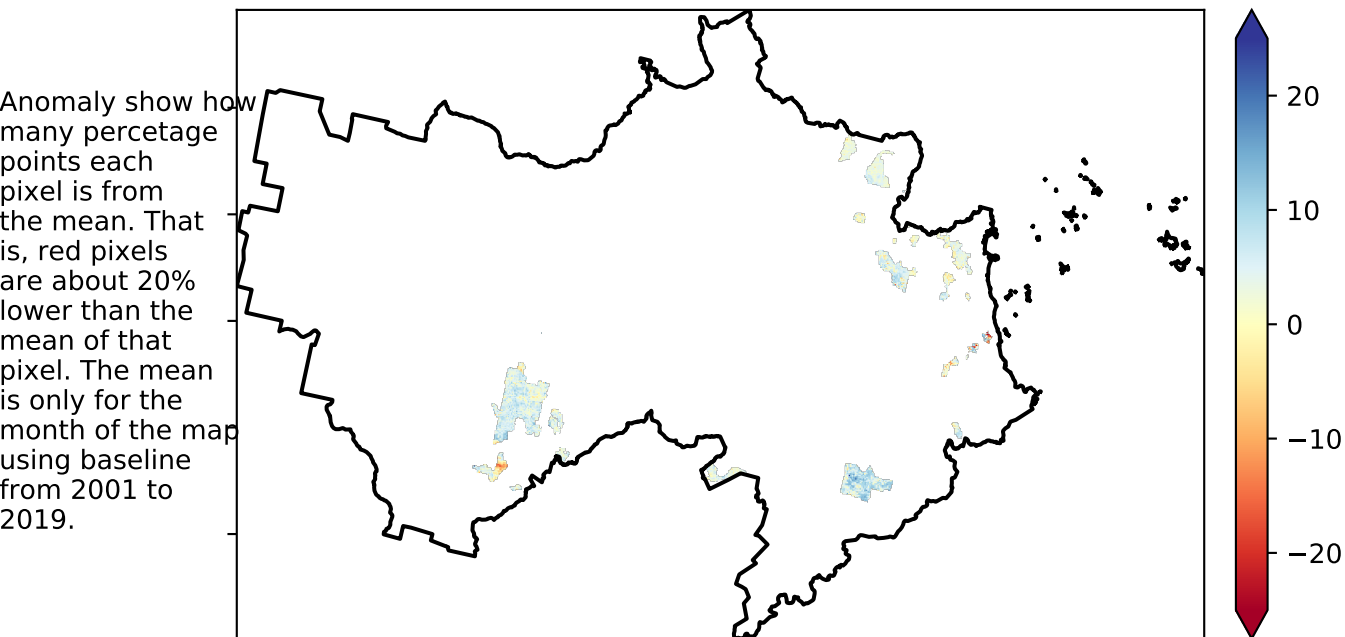 Anomaly show how
many percetage
points each
pixel is from
the mean. That
is, red pixels
are about 20%
lower than the
mean of that
pixel. The mean
is only for the
month of the map
using baseline
from 2001 to
2019.
20
10
0
−10
−20